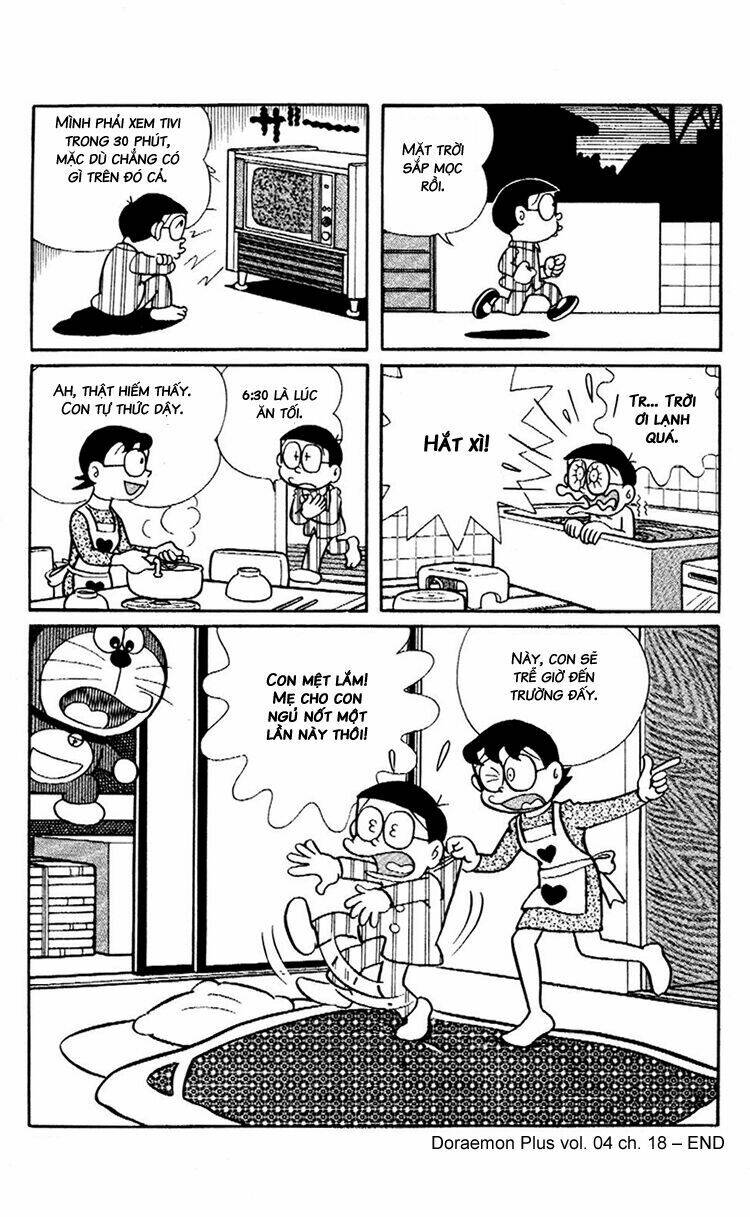 MÌNH PHẢI XEM TIVI
TRONG 30 PHÚT,
MẶC DÙ CHẲNG CÓ
GÌ TRÊN ĐÓ CẢ.
ザー
MẶT TRỜI
SẮP MỌC
RỒI.
AH, THẬT HIẾM THẤY.
CON TỰ THỨC DẬY.
6:30 LÀ LÚC
ĂN TỐI.
HẮT XÌ!
TR... TRỜI
ƠI LẠNH
QUÁ.
CON MỆT LẮM!
MẸ CHO CON
NGỦ NỐT MỘT
LẦN NÀY THÔI!
NÀY, CON SẼ
TRỄ GIỜ ĐẾN
TRƯỜNG ĐẤY.
Doraemon Plus vol. 04 ch. 18 – END